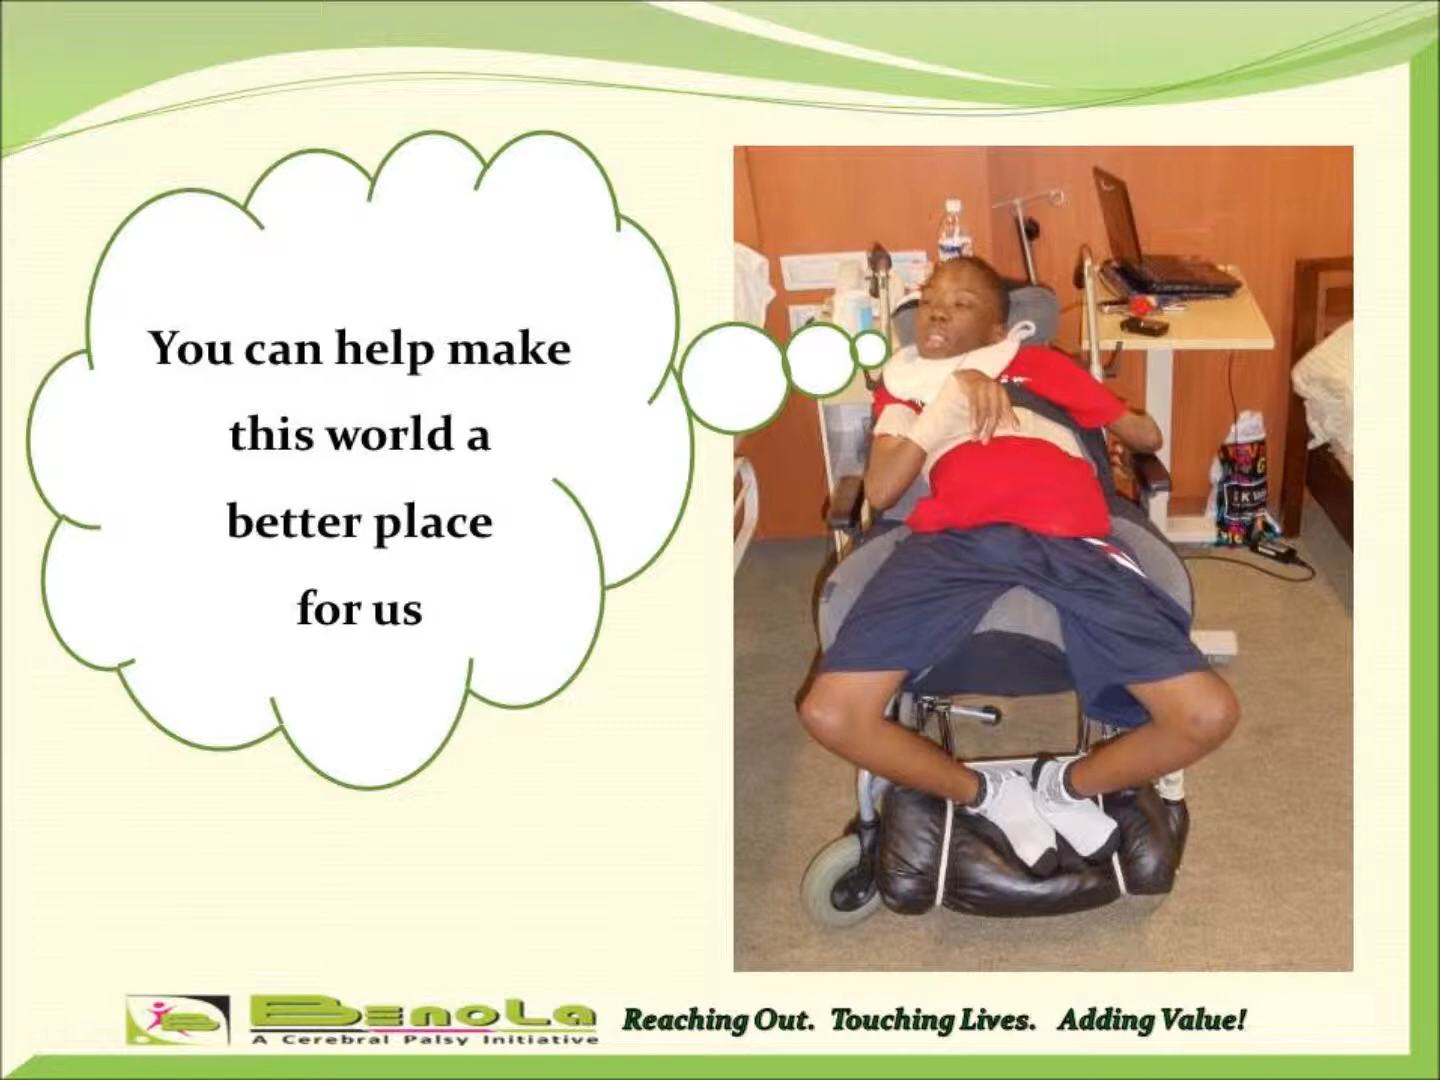 You can help make
this world a
better place
for us
BENOLA
A Cerebral Palsy Initiative
Reaching Out. Touching Lives. Adding Value!